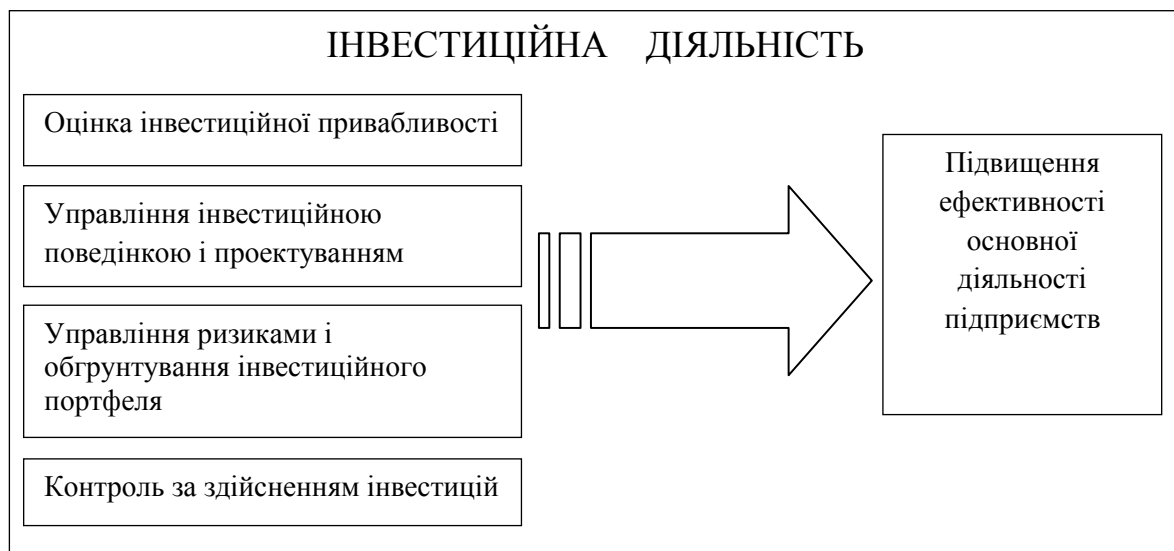 ІНВЕСТИЦІЙНА ДІЯЛЬНІСТЬ
Оцінка інвестиційної привабливості
Управління інвестиційною
поведінкою і проектуванням
Управління ризиками і
обгрунтування інвестиційного
портфеля
Контроль за здійсненням інвестицій
Підвищення
ефективності
основної
діяльності
підприємств